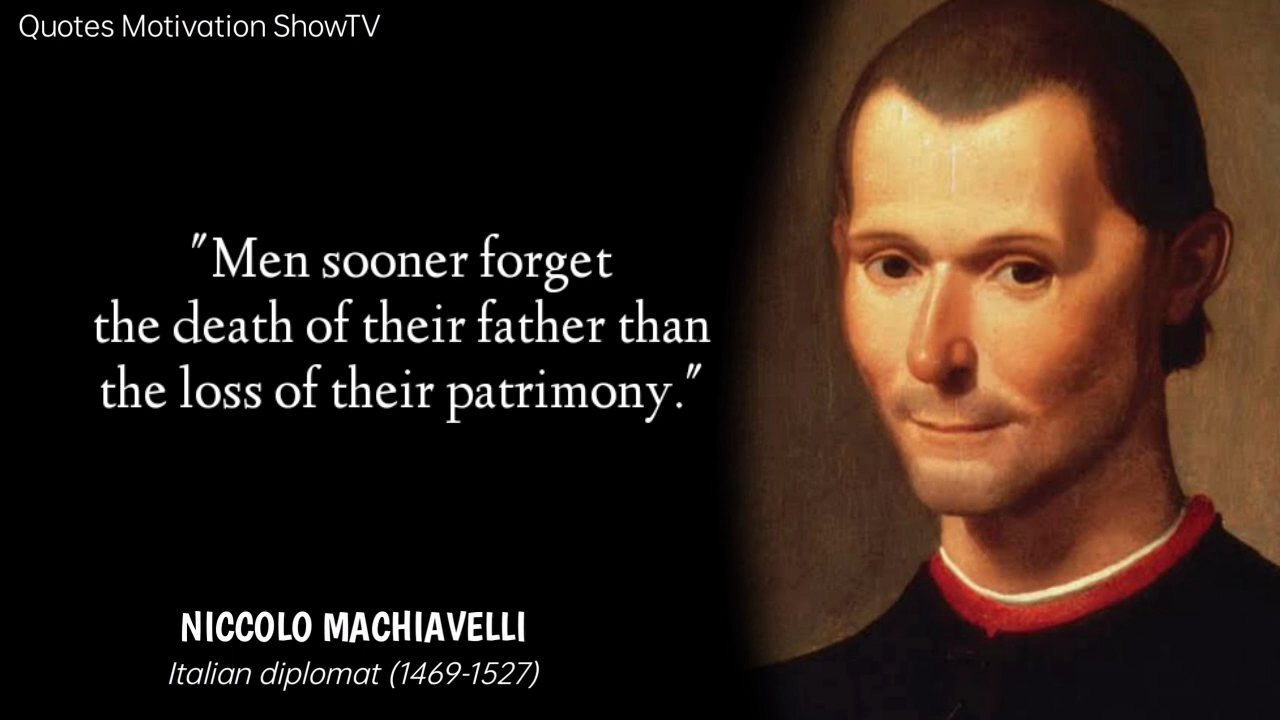 Quotes Motivation ShowTV
"Men sooner forget
the death of their father than
the loss of their patrimony."
NICCOLO MACHIAVELLI
Italian diplomat (1469-1527)